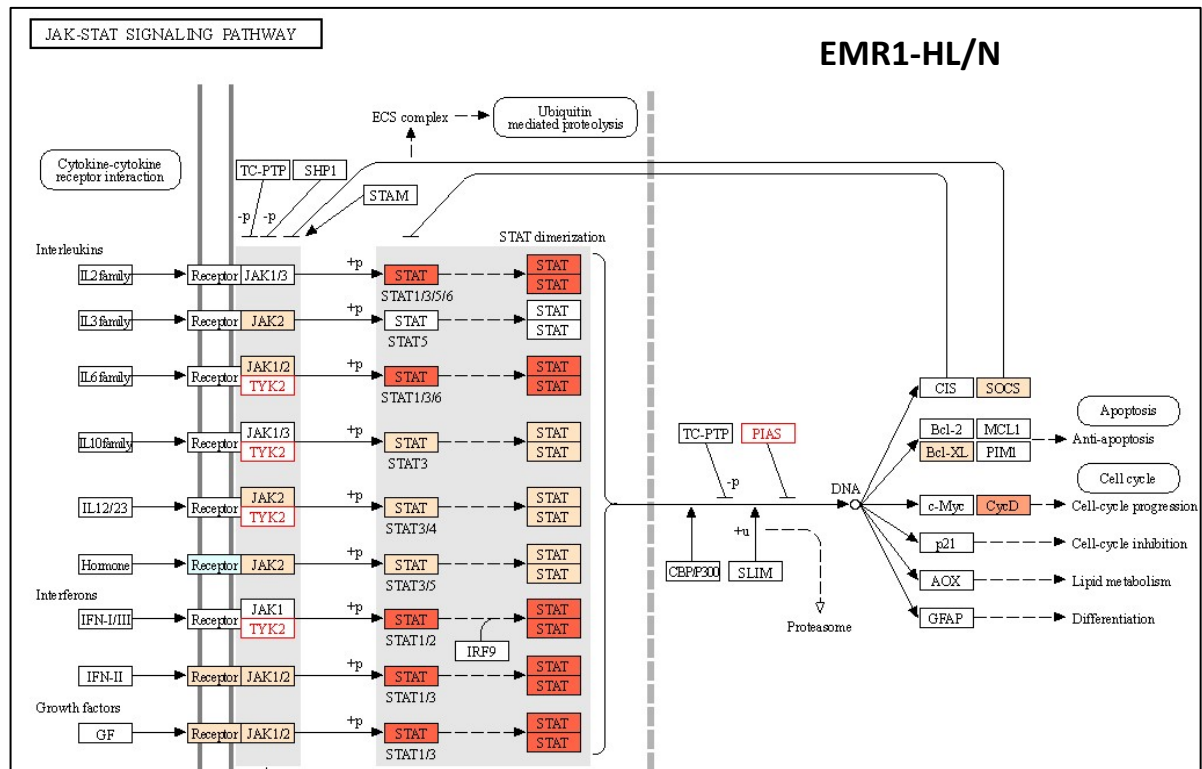 JAK-STAT SIGNALING PATHWAY
EMR1-HL/N
ECS complex
Ubiquitin
mediated proteolysis
Cytokine-cytokine
receptor interaction
TC-PTP
SHP1
STAM
-p
-p
STAT dimerization
Interleukins
IL2 family
Receptor
JAK1/3
+p
STAT
STAT
STAT
STAT1/3/5/6
IL3 family
Receptor
JAK2
+p
STAT
STAT
STAT
STAT5
IL6 family
Receptor
JAK1/2
TYK2
+p
STAT
STAT
STAT
STAT1/3/6
IL10 family
Receptor
JAK1/3
TYK2
+p
STAT
STAT
STAT
STAT3
IL12/23
JAK2
TYK2
+p
STAT
STAT
STAT
STAT3/4
Hormone
Receptor
JAK2
+p
STAT
STAT
STAT
STAT3/5
Interferons
IFN-I/III
Receptor
JAK1
TYK2
+p
STAT
STAT
STAT
STAT1/2
IRF9
IFN-II
Receptor
JAK1/2
+p
STAT
STAT
STAT
STAT1/3
Growth factors
GF
Receptor
JAK1/2
+p
STAT
STAT
STAT
STAT1/3
TC-PTP
PIAS
-p
+u
CBP/P300
SLIM
Proteasome
DNA
CIS
SOCS
Bcl-2
MCL1
Bcl-XL
PIM1
Apoptosis
Anti-apoptosis
Cell cycle
c-Myc
CycD
Cell-cycle progression
p21
Cell-cycle inhibition
AOX
Lipid metabolism
GFAP
Differentiation